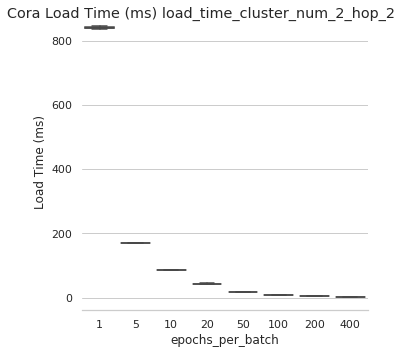 Cora Load Time (ms) load_time_cluster_num_2_hop_2
800
600
400
200
0
Load Time (ms)
1 5 10 20 50 100 200 400
epochs_per_batch